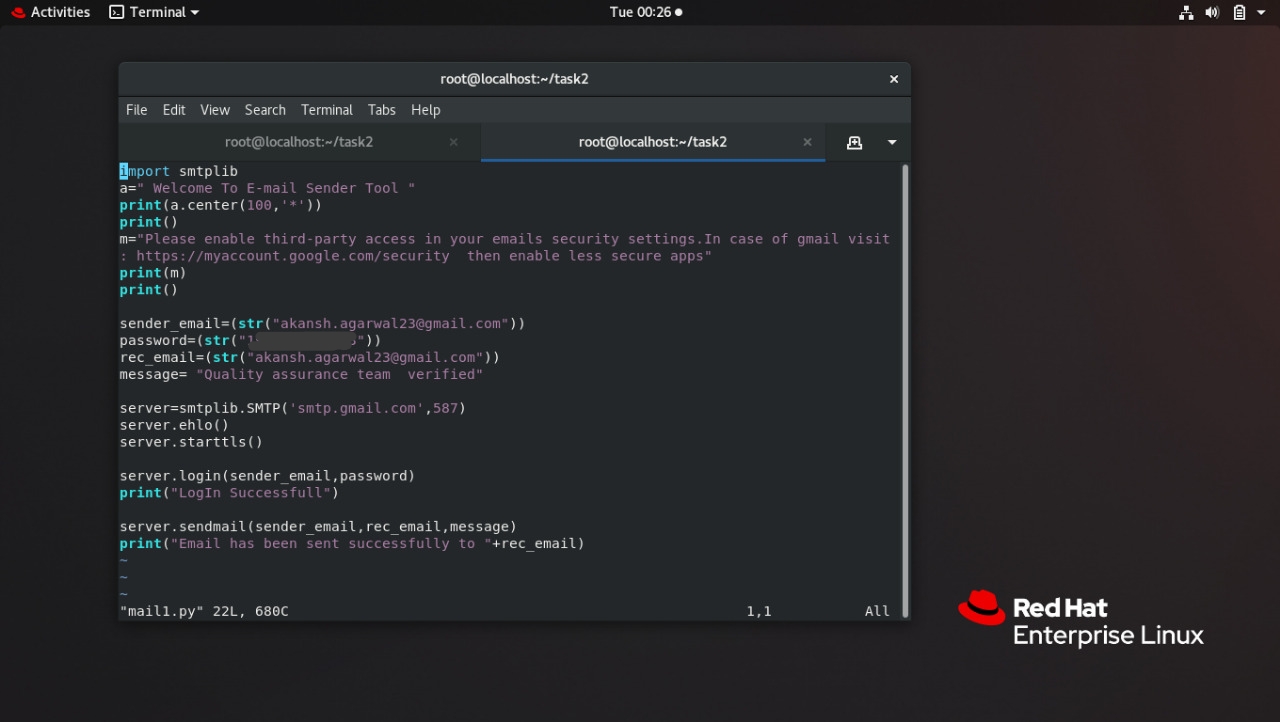 Activities Terminal Tue 00:26
root@localhost:~/task2
File Edit View Search Terminal Tabs Help
root@localhost:~/task2 root@localhost:~/task2
import smtplib
a=" Welcome To E-mail Sender Tool "
print(a.center(100,'*'))
print()
m="Please enable third-party access in your emails security settings.In case of gmail visit
: https://myaccount.google.com/security  then enable less secure apps"
print(m)
print()
sender_email=(str("akansh.agarwal23@gmail.com"))
password=(str(" "))
rec_email=(str("akansh.agarwal23@gmail.com"))
message= "Quality assurance team  verified"
server=smtplib.SMTP('smtp.gmail.com',587)
server.ehlo()
server.starttls()
server.login(sender_email,password)
print("LogIn Successfull")
server.sendmail(sender_email,rec_email,message)
print("Email has been sent successfully to "+rec_email)
~
~
~
"mail1.py" 22L, 680C 1,1 All
Red Hat
Enterprise Linux